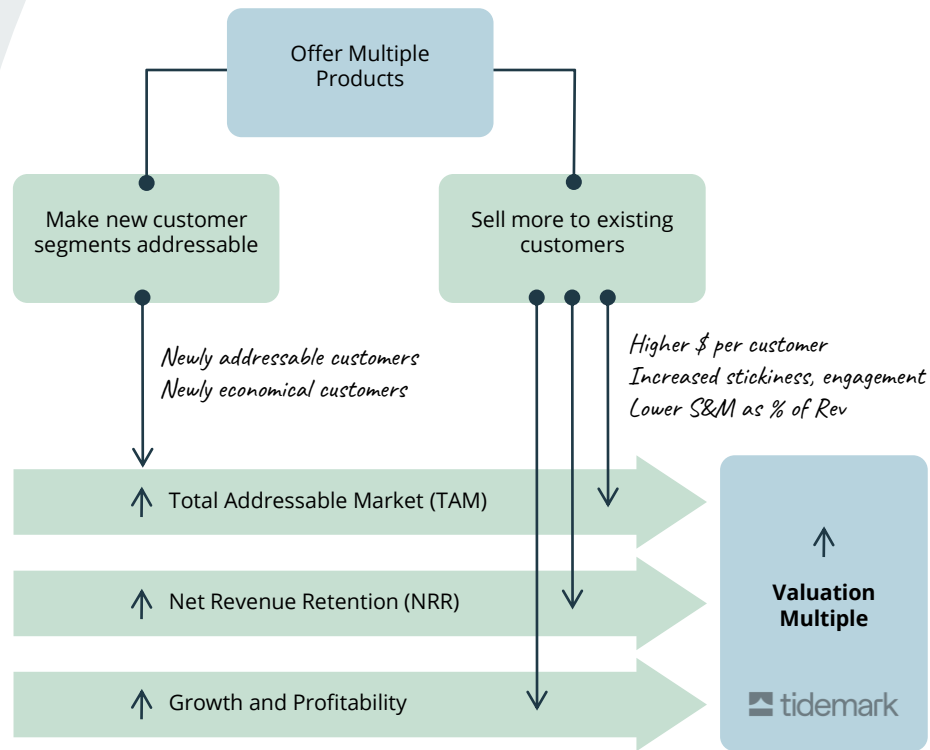 Offer Multiple
Products
Make new customer
segments addressable
Sell more to existing
customers
Newly addressable customers
Newly economical customers
Higher $ per customer
Increased stickiness, engagement
Lower S&M as % of Rev
Total Addressable Market (TAM)
Net Revenue Retention (NRR)
Growth and Profitability
Valuation
Multiple
tidemark